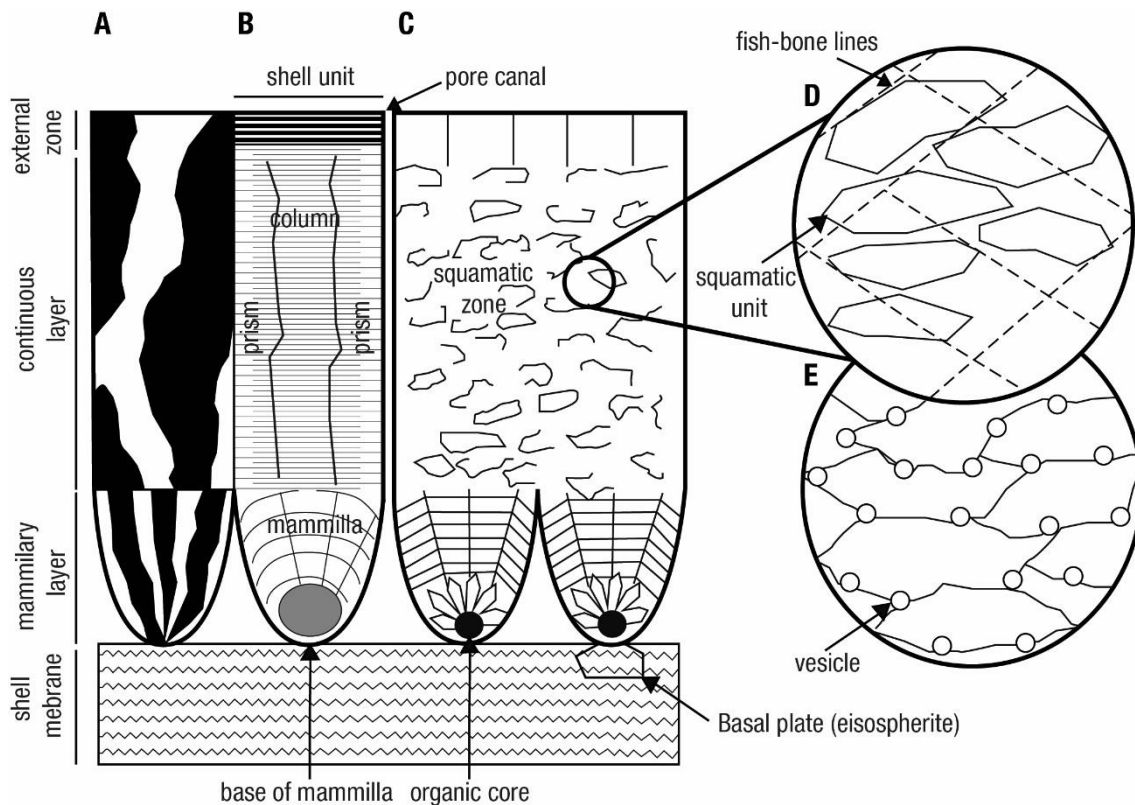 A
B
C
shell unit
pore canal
fish-bone lines
D
external
zone
column
continuous
layer
prism
prism
squamatic
zone
squamatic
unit
E
mammilla
mammilary
layer
vesicle
shell
mebrane
Basal plate (eisospherite)
base of mammilla
organic core